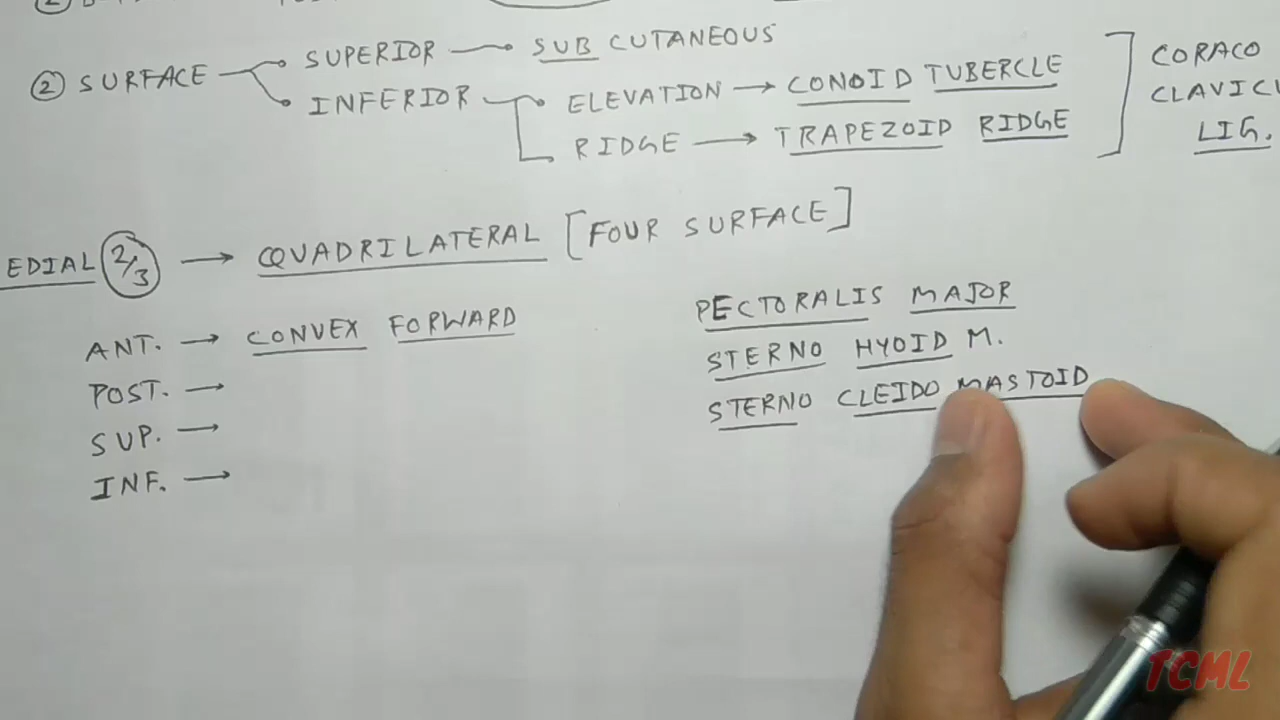 ② SURFACE
SUPERIOR → SUB CUTANEOUS
INFERIOR
ELEVATION → CONOID TUBERCLE
RIDGE → TRAPEZOID RIDGE
CORACO
CLAVICU
LIG.
EDIAL 2/3 → QUADRILATERAL [FOUR SURFACE]
ANT. → CONVEX FORWARD
POST. →
SUP. →
INF. →
PECTORALIS MAJOR
STERNO HYOID M.
STERNO CLEIDO MASTOID
TCML